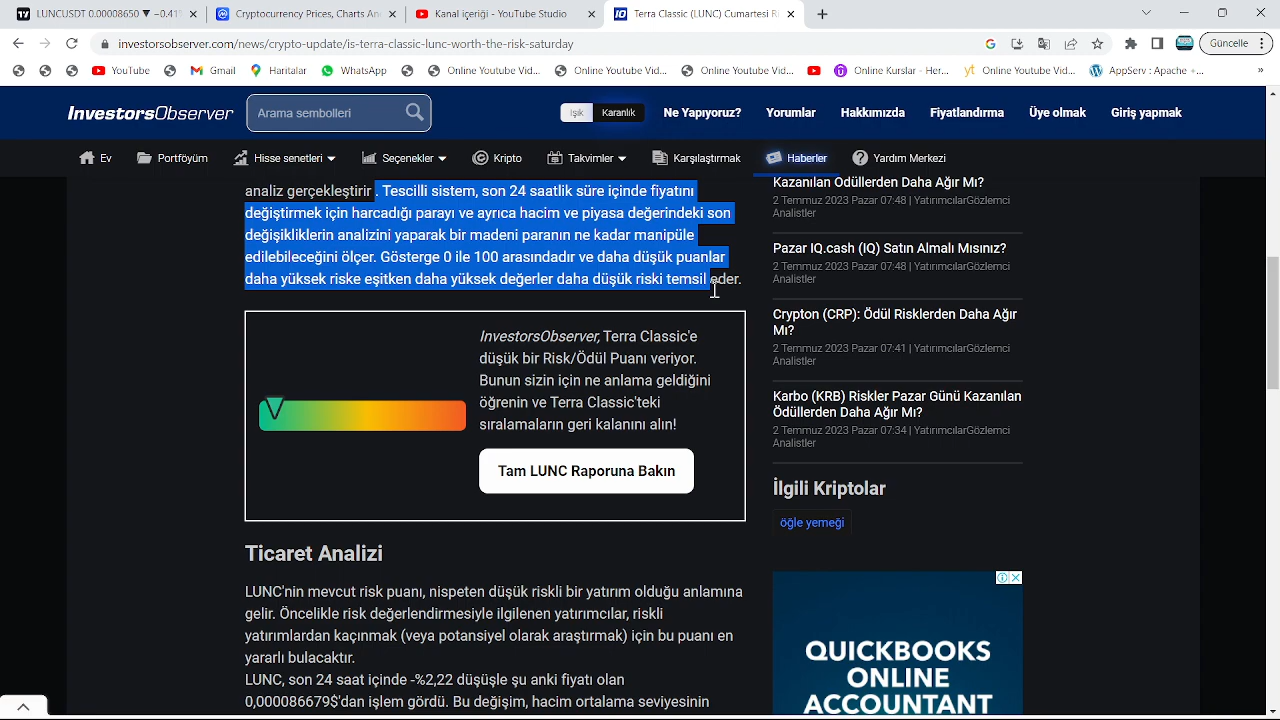 LUNCUSDT 0.00008650 ▼ −0.41%
Cryptocurrency Prices, Charts An
Kanal içeriği - YouTube Studio
Terra Classic (LUNC) Cumartesi Ri
investorsobserver.com/news/crypto-update/is-terra-classic-lunc-worth-the-risk-saturday
Güncelle
YouTube
Gmail
Haritalar
WhatsApp
Online Youtube Vid...
Online Youtube Vid...
Online Youtube Vid...
Online Kurslar - Her...
Online Youtube Vid...
AppServ : Apache +...
InvestorsObserver
Arama sembolleri
Işık
Karanlık
Ne Yapıyoruz?
Yorumlar
Hakkımızda
Fiyatlandırma
Üye olmak
Giriş yapmak
Ev
Portföyüm
Hisse senetleri
Seçenekler
Kripto
Takvimler
Karşılaştırmak
Haberler
Yardım Merkezi
analiz gerçekleştirir . Tescilli sistem, son 24 saatlik süre içinde fiyatını
değiştirmek için harcadığı parayı ve ayrıca hacim ve piyasa değerindeki son
değişikliklerin analizini yaparak bir madeni paranın ne kadar manipüle
edilebileceğini ölçer. Gösterge 0 ile 100 arasındadır ve daha düşük puanlar
daha yüksek riske eşitken daha yüksek değerler daha düşük riski temsil eder.
InvestorsObserver, Terra Classic'e
düşük bir Risk/Ödül Puanı veriyor.
Bunun sizin için ne anlama geldiğini
öğrenin ve Terra Classic'teki
sıralamaların geri kalanını alın!
Tam LUNC Raporuna Bakın
Ticaret Analizi
LUNC'nin mevcut risk puanı, nispeten düşük riskli bir yatırım olduğu anlamına
gelir. Öncelikle risk değerlendirmesiyle ilgilenen yatırımcılar, riskli
yatırımlardan kaçınmak (veya potansiyel olarak araştırmak) için bu puanı en
yararlı bulacaktır.
LUNC, son 24 saat içinde -%2,22 düşüşle şu anki fiyatı olan
0,000086679$'dan işlem gördü. Bu değişim, hacim ortalama seviyesinin
Kazanılan Ödüllerden Daha Ağır Mı?
2 Temmuz 2023 Pazar 07:48 | YatırımcılarGözlemci
Analistler
Pazar IQ.cash (IQ) Satın Almalı Mısınız?
2 Temmuz 2023 Pazar 07:48 | YatırımcılarGözlemci
Analistler
Crypton (CRP): Ödül Risklerden Daha Ağır
Mı?
2 Temmuz 2023 Pazar 07:41 | YatırımcılarGözlemci
Analistler
Karbo (KRB) Riskler Pazar Günü Kazanılan
Ödüllerden Daha Ağır Mı?
2 Temmuz 2023 Pazar 07:34 | YatırımcılarGözlemci
Analistler
İlgili Kriptolar
öğle yemeği
QUICKBOOKS
ONLINE
ACCOUNTANT